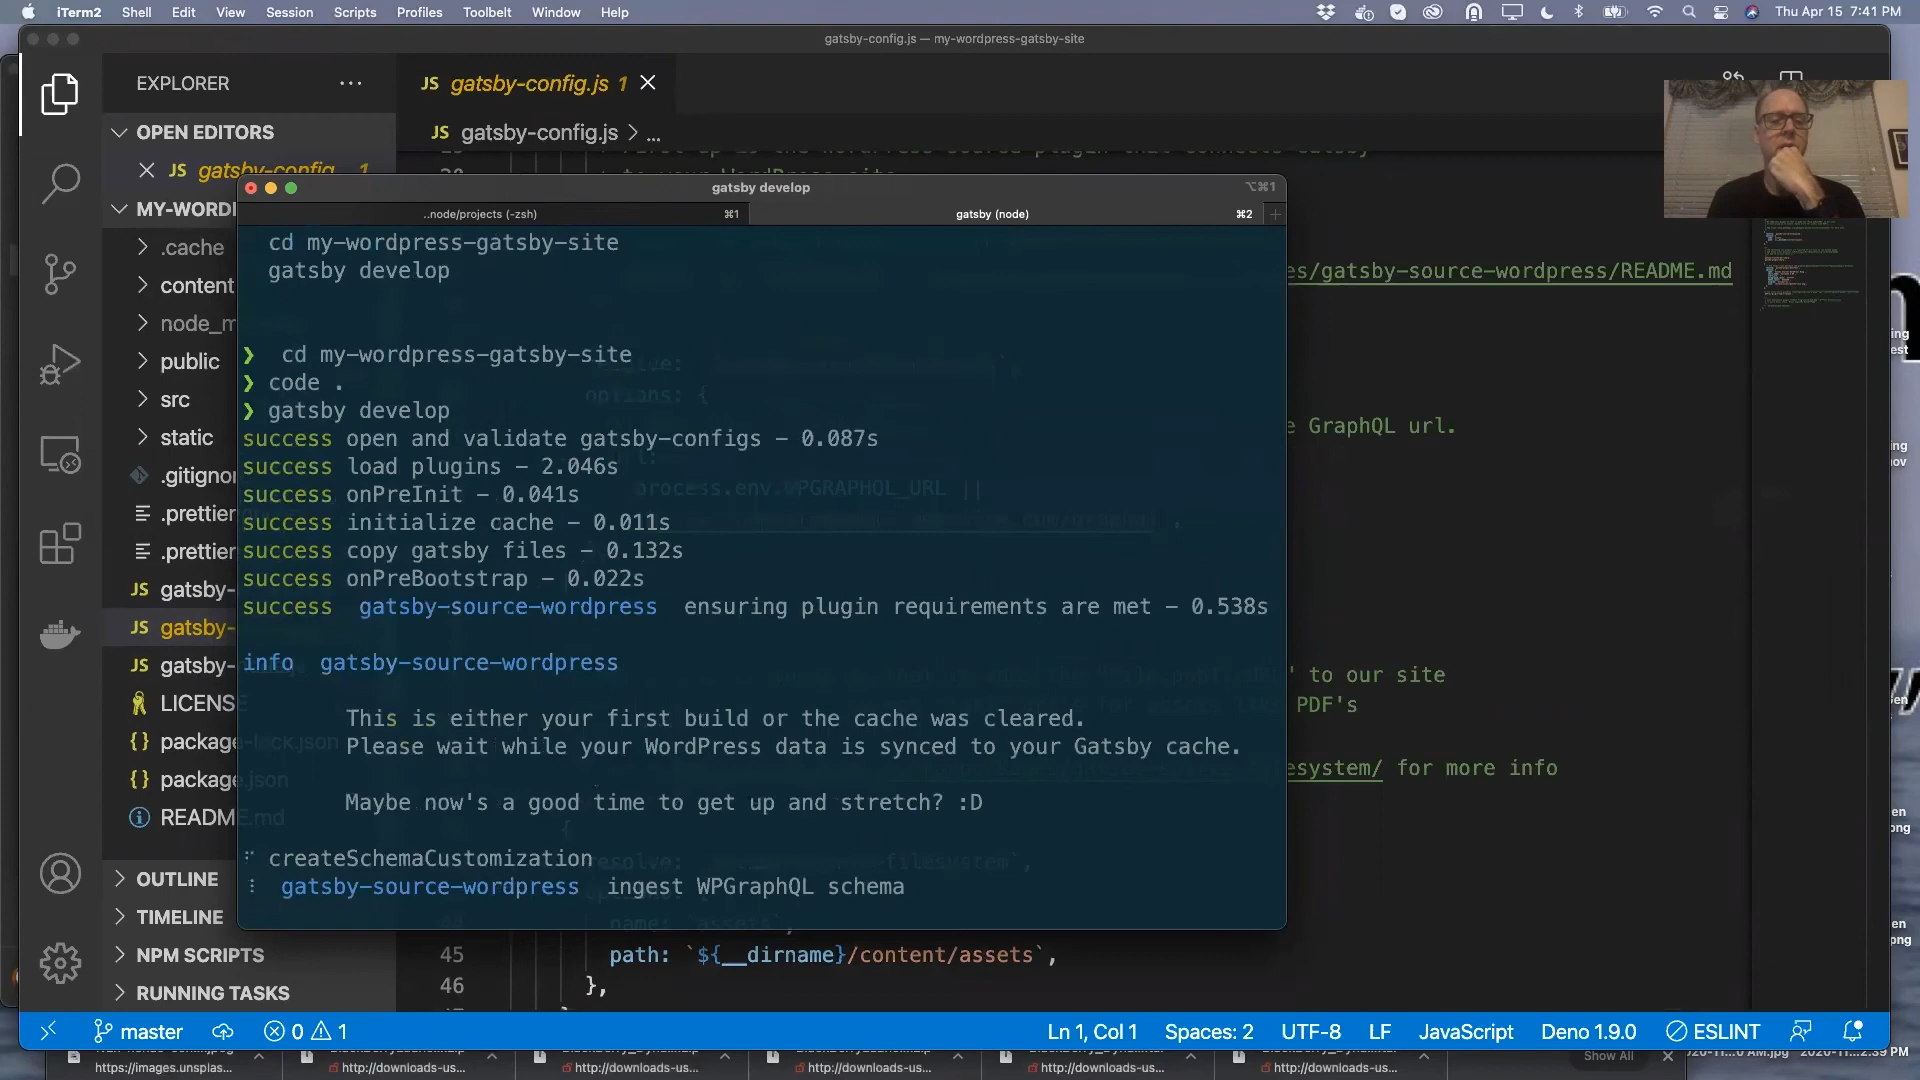 iTerm2 Shell Edit View Session Scripts Profiles Toolbelt Window Help
Thu Apr 15 7:41 PM
gatsby-config.js — my-wordpress-gatsby-site
EXPLORER
JS gatsby-config.js 1
OPEN EDITORS
JS gatsby-config.js > ...
JS gatsby-config... 1
gatsby develop
⌥⌘1
MY-WORD
..node/projects (-zsh) ⌘1
gatsby (node) ⌘2
.cache
content
node_m
public
src
static
.gitignor
.prettier
.prettier
JS gatsby-
JS gatsby-
JS gatsby-
LICENSE
package-lock.json
package.json
README.md
OUTLINE
TIMELINE
NPM SCRIPTS
RUNNING TASKS
cd my-wordpress-gatsby-site
gatsby develop
❯ cd my-wordpress-gatsby-site
❯ code .
❯ gatsby develop
success open and validate gatsby-configs — 0.087s
success load plugins — 2.046s
success onPreInit — 0.041s
success initialize cache — 0.011s
success copy gatsby files — 0.132s
success onPreBootstrap — 0.022s
success gatsby-source-wordpress ensuring plugin requirements are met — 0.538s
info gatsby-source-wordpress
This is either your first build or the cache was cleared.
Please wait while your WordPress data is synced to your Gatsby cache.
Maybe now's a good time to get up and stretch? :D
createSchemaCustomization
gatsby-source-wordpress ingest WPGraphQL schema
es/gatsby-source-wordpress/README.md
options: {
e GraphQL url.
process.env.WPGRAPHQL_URL ||
' to our site
PDF's
esystem/ for more info
name: `assets`,
45 path: `${__dirname}/content/assets`,
46 },
master
0 1
Ln 1, Col 1 Spaces: 2 UTF-8 LF JavaScript Deno 1.9.0 ESLINT
https://images.unsplas...
http://downloads-us...
http://downloads-us...
http://downloads-us...
http://downloads-us...
http://downloads-us...
Show All